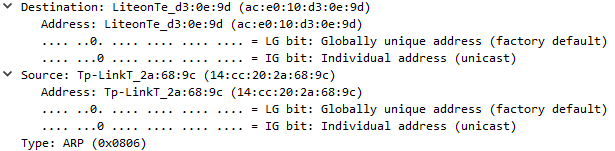 Destination: LiteonTe_d3:0e:9d (ac:e0:10:d3:0e:9d)
Address: LiteonTe_d3:0e:9d (ac:e0:10:d3:0e:9d)
.... ..0. .... .... .... .... = LG bit: Globally unique address (factory default)
.... ...0 .... .... .... .... = IG bit: Individual address (unicast)
Source: Tp-LinkT_2a:68:9c (14:cc:20:2a:68:9c)
Address: Tp-LinkT_2a:68:9c (14:cc:20:2a:68:9c)
.... ..0. .... .... .... .... = LG bit: Globally unique address (factory default)
.... ...0 .... .... .... .... = IG bit: Individual address (unicast)
Type: ARP (0x0806)